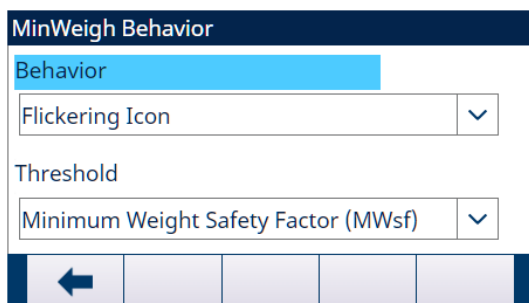 MinWeigh Behavior
Behavior
Flickering Icon
Threshold
Minimum Weight Safety Factor (MWsf)